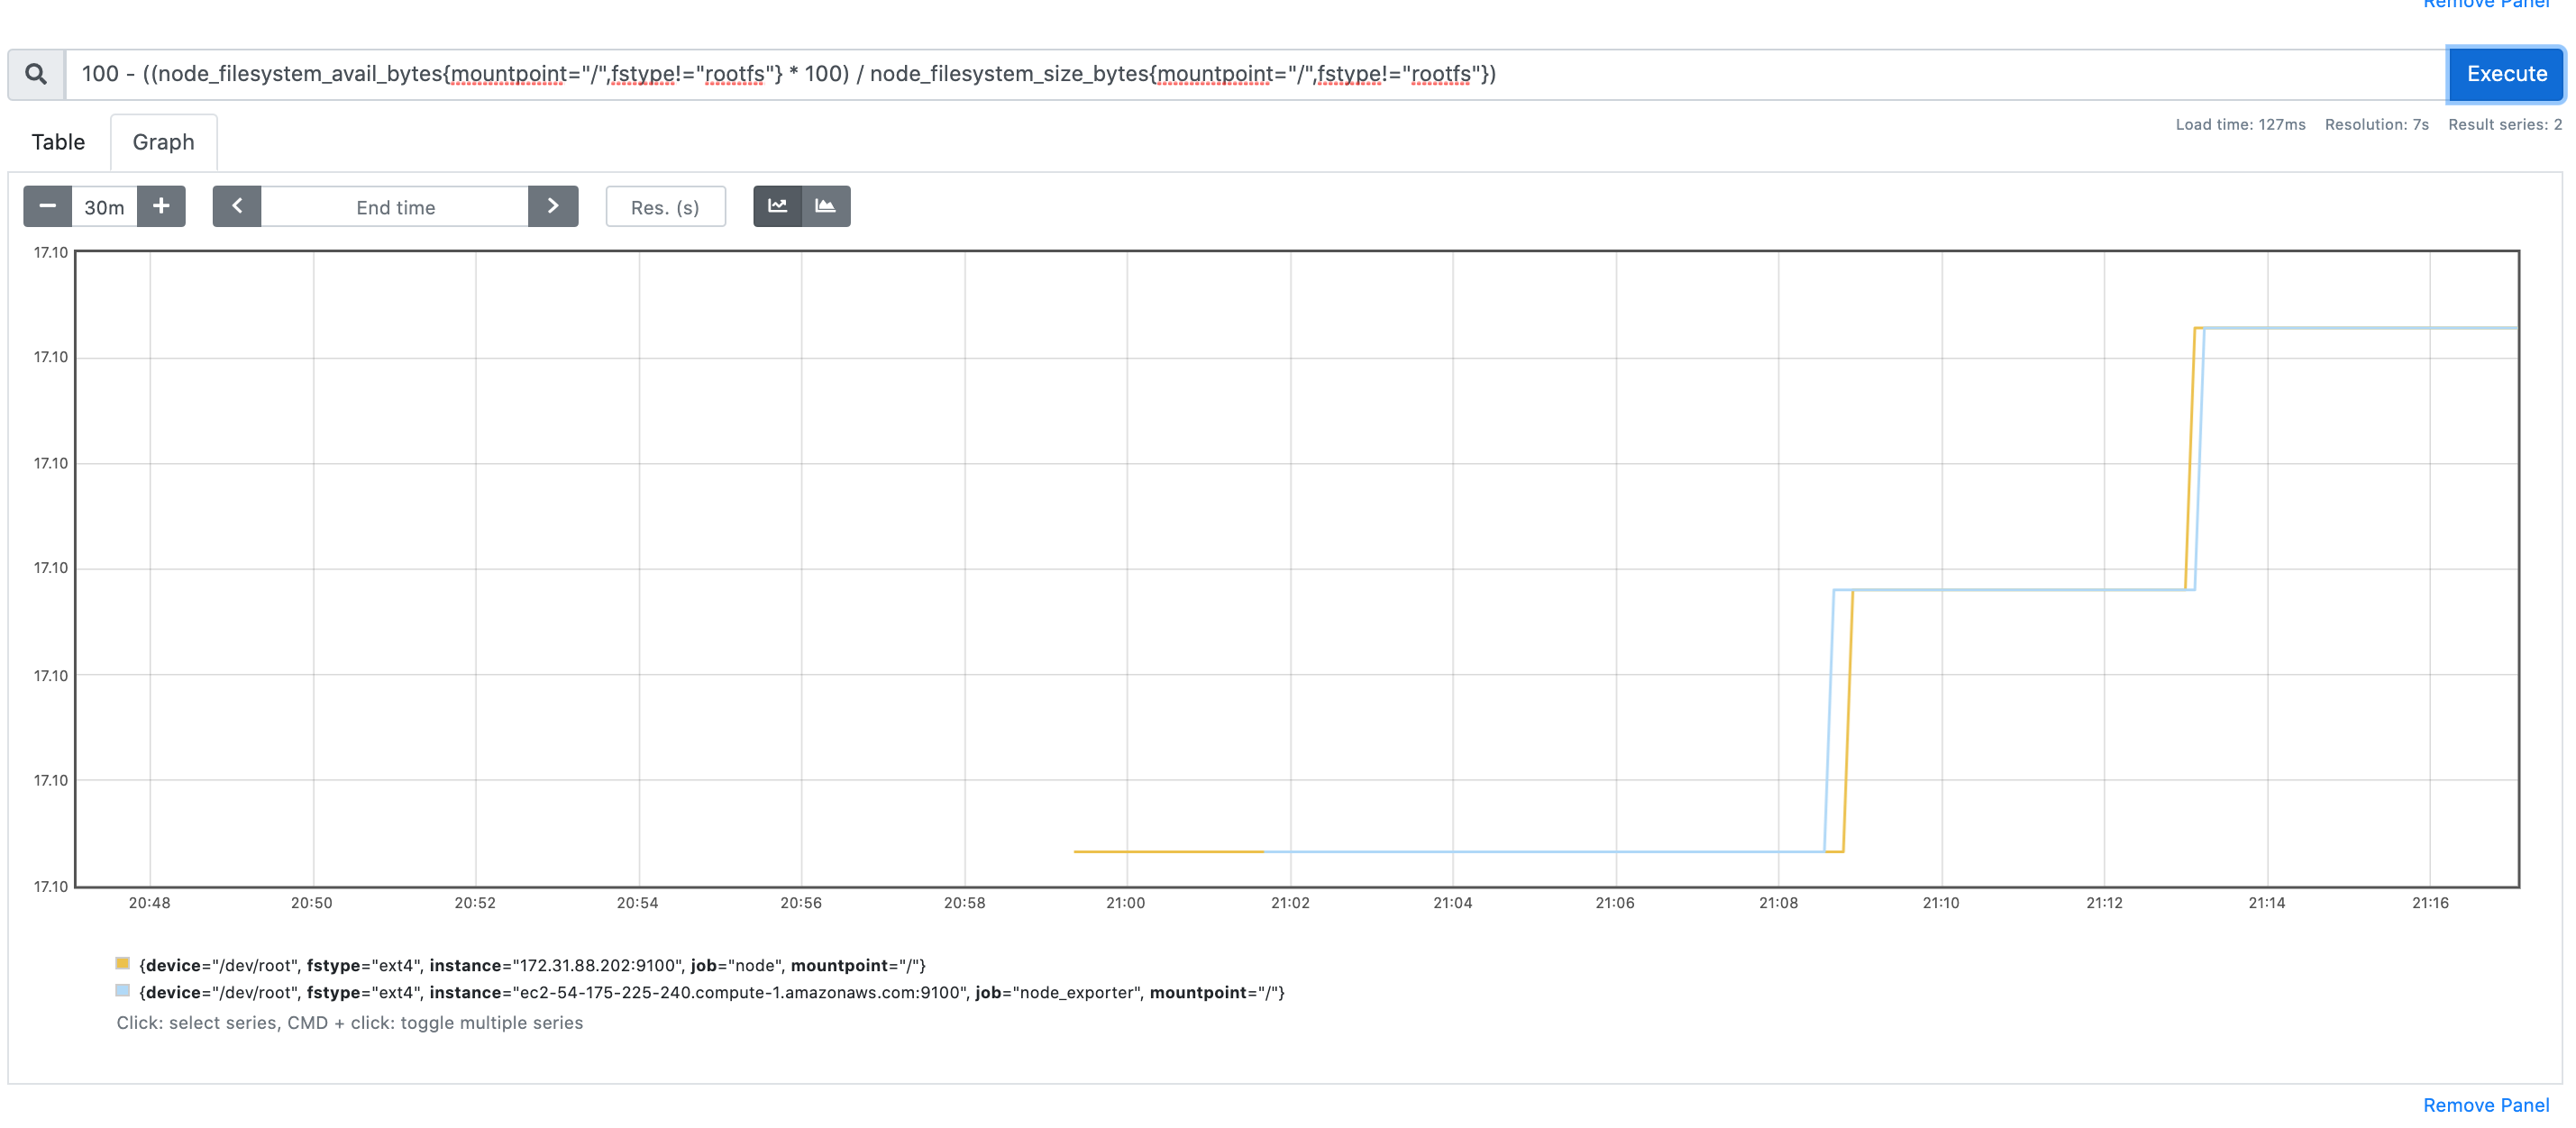 Remove Panel
100 - ((node_filesystem_avail_bytes{mountpoint="/",fstype!="rootfs"} * 100) / node_filesystem_size_bytes{mountpoint="/",fstype!="rootfs"})
Execute
Table
Graph
Load time: 127ms Resolution: 7s Result series: 2
30m
End time
Res. (s)
17.10
17.10
17.10
17.10
17.10
17.10
17.10
20:48 20:50 20:52 20:54 20:56 20:58 21:00 21:02 21:04 21:06 21:08 21:10 21:12 21:14 21:16
{device="/dev/root", fstype="ext4", instance="172.31.88.202:9100", job="node", mountpoint="/"}
{device="/dev/root", fstype="ext4", instance="ec2-54-175-225-240.compute-1.amazonaws.com:9100", job="node_exporter", mountpoint="/"}
Click: select series, CMD + click: toggle multiple series
Remove Panel